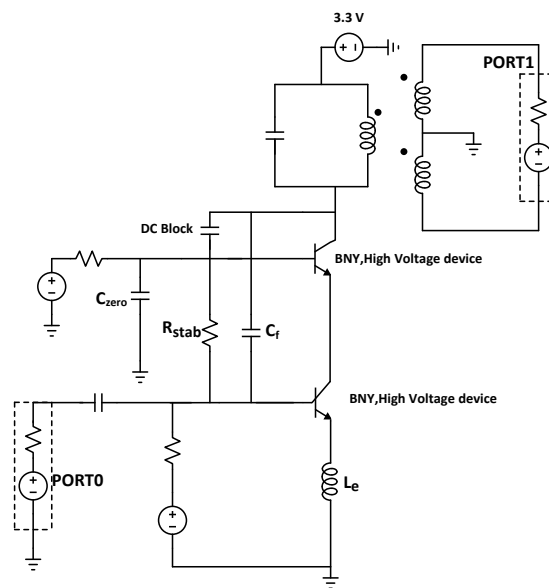 3.3 V
PORT1
DC Block
BNY,High Voltage device
Czero
Rstab
Cf
BNY,High Voltage device
PORT0
Le